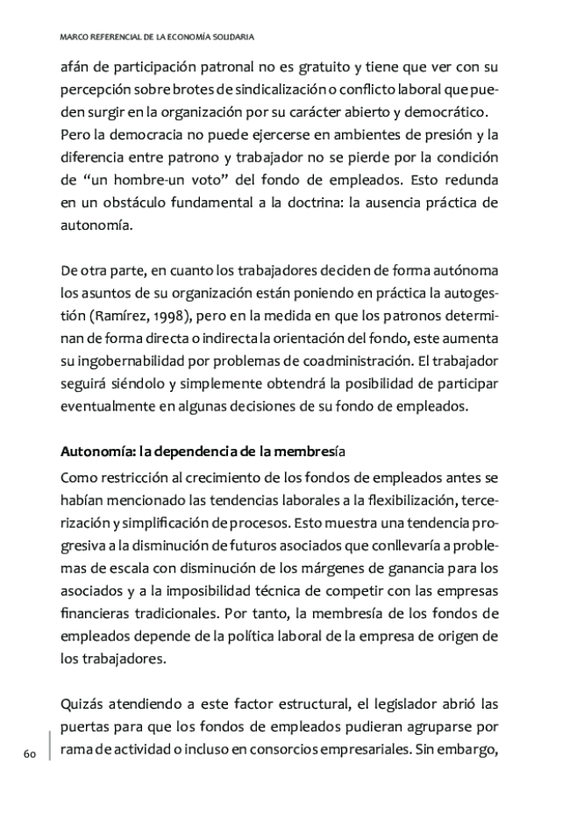 MARCO REFERENCIAL DE LA ECONOMÍA SOLIDARIA
afán de participación patronal no es gratuito y tiene que ver con su
percepción sobre brotes de sindicalización o conflicto laboral que pue-
den surgir en la organización por su carácter abierto y democrático.
Pero la democracia no puede ejercerse en ambientes de presión y la
diferencia entre patrono y trabajador no se pierde por la condición
de “un hombre-un voto” del fondo de empleados. Esto redunda
en un obstáculo fundamental a la doctrina: la ausencia práctica de
autonomía.
De otra parte, en cuanto los trabajadores deciden de forma autónoma
los asuntos de su organización están poniendo en práctica la autoges-
tión (Ramírez, 1998), pero en la medida en que los patronos determi-
nan de forma directa o indirecta la orientación del fondo, este aumenta
su ingobernabilidad por problemas de coadministración. El trabajador
seguirá siéndolo y simplemente obtendrá la posibilidad de participar
eventualmente en algunas decisiones de su fondo de empleados.
Autonomía: la dependencia de la membresía
Como restricción al crecimiento de los fondos de empleados antes se
habían mencionado las tendencias laborales a la flexibilización, terce-
rización y simplificación de procesos. Esto muestra una tendencia pro-
gresiva a la disminución de futuros asociados que conllevaría a proble-
mas de escala con disminución de los márgenes de ganancia para los
asociados y a la imposibilidad técnica de competir con las empresas
financieras tradicionales. Por tanto, la membresía de los fondos de
empleados depende de la política laboral de la empresa de origen de
los trabajadores.
Quizás atendiendo a este factor estructural, el legislador abrió las
puertas para que los fondos de empleados pudieran agruparse por
rama de actividad o incluso en consorcios empresariales. Sin embargo,
60